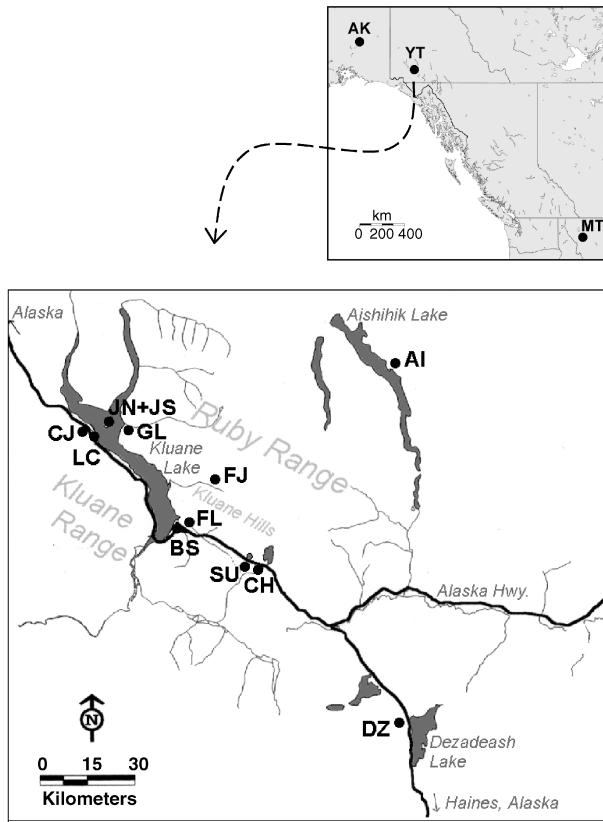 AK
YT
km
0 200 400
MT
Alaska
Aishihik Lake
AI
JN+JS
CJ
GL
LC
Kluane
Lake
Ruby Range
FJ
Kluane
Range
Kluane Hills
FL
BS
SU
CH
Alaska Hwy.
N
DZ
Dezadeash
Lake
0 15 30
Kilometers
Haines, Alaska